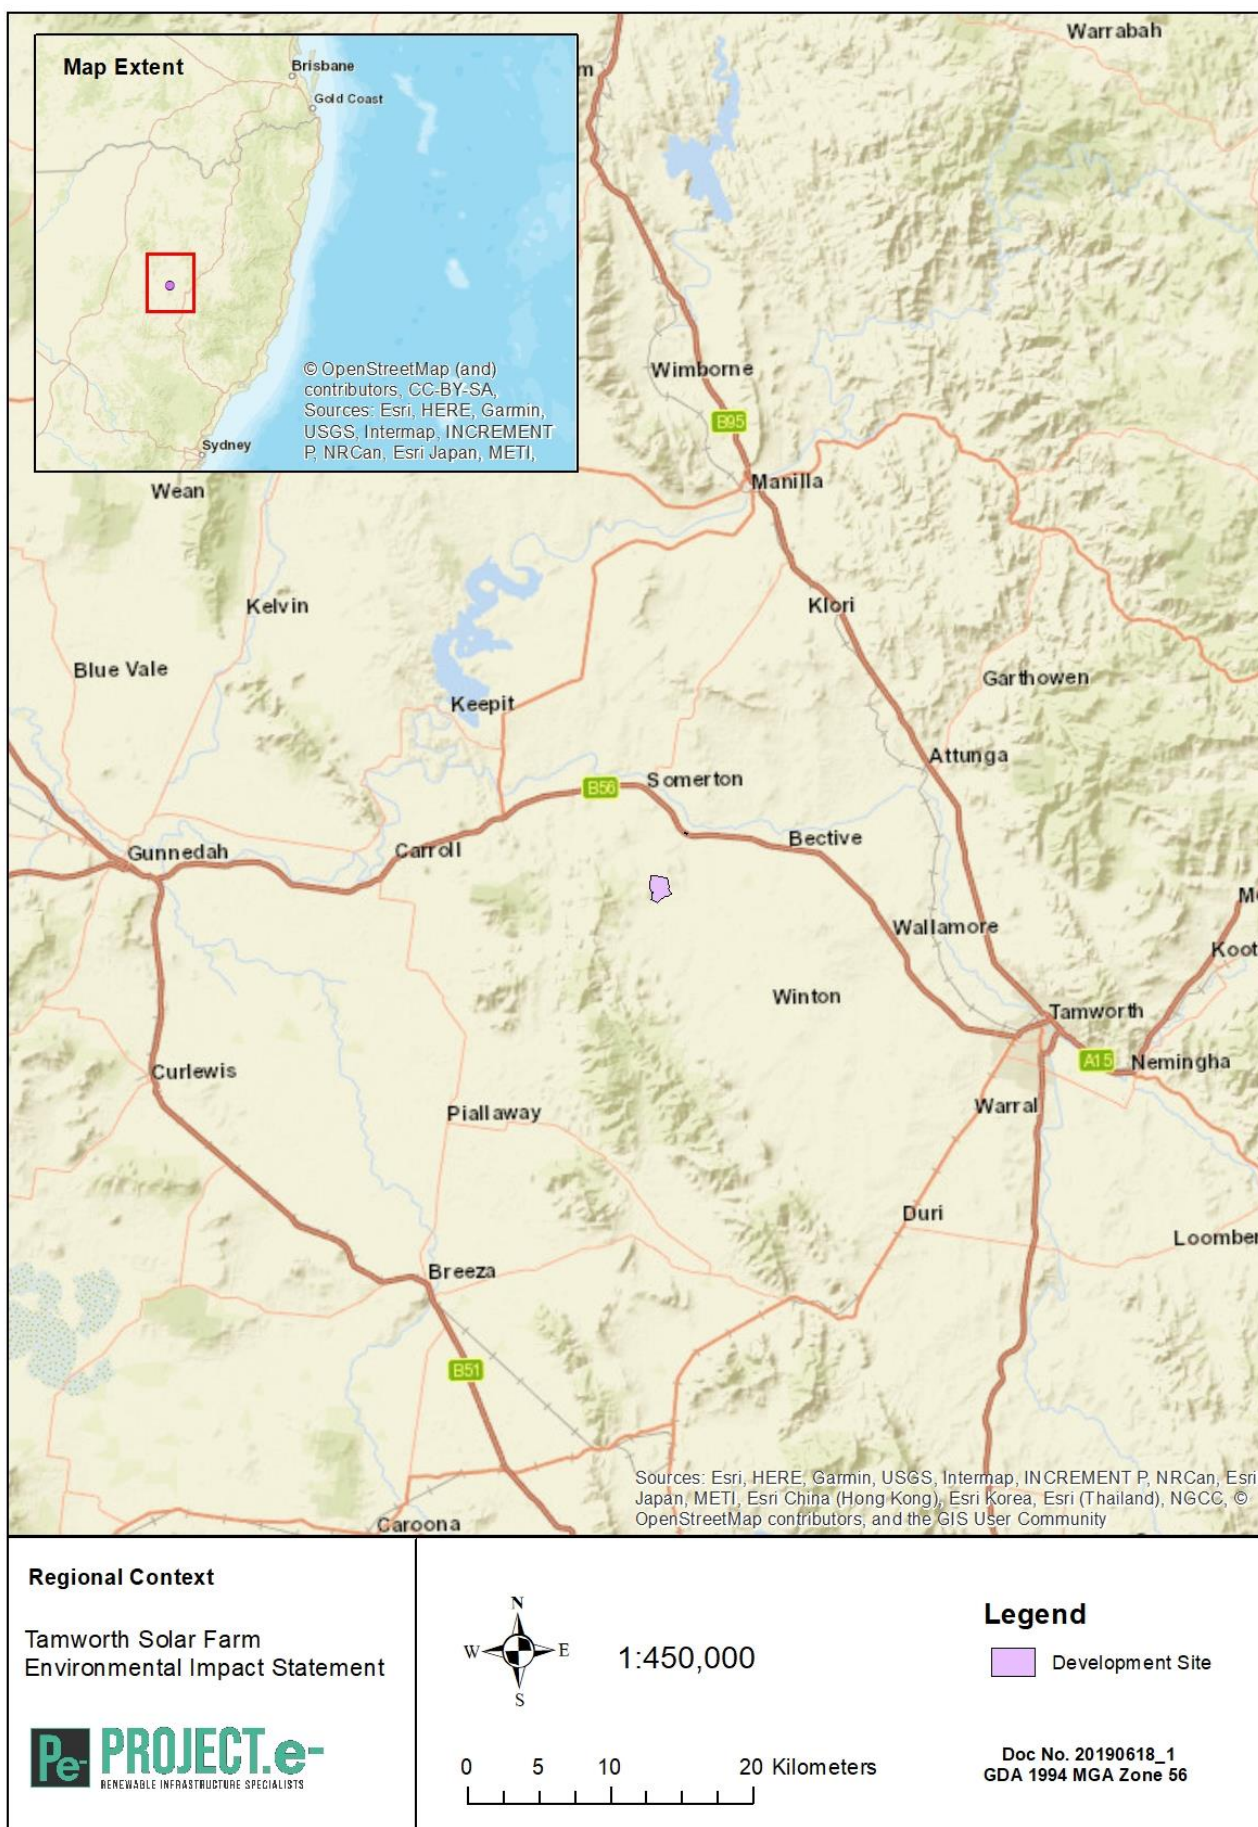 Map Extent
Brisbane
Gold Coast
Sydney
© OpenStreetMap (and)
contributors, CC-BY-SA,
Sources: Esri, HERE, Garmin,
USGS, Intermap, INCREMENT
P, NRCan, Esri Japan, METI,
Warrabah
m
Wimborne
B95
Manilla
Wean
Kelvin
Klori
Blue Vale
Garthowen
Keepit
Attunga
Somerton
B56
Bective
Gunnedah
Carroll
Wallamore
Koot
Winton
Tamworth
A15
Nemingha
Curlewis
Warral
Piallaway
Duri
Loomber
Breeza
B51
Caroona
Sources: Esri, HERE, Garmin, USGS, Intermap, INCREMENT P, NRCan, Esri
Japan, METI, Esri China (Hong Kong), Esri Korea, Esri (Thailand), NGCC, ©
OpenStreetMap contributors, and the GIS User Community
Regional Context
Tamworth Solar Farm
Environmental Impact Statement
Pe- PROJECT.e-
RENEWABLE INFRASTRUCTURE SPECIALISTS
N
W E
S
1:450,000
0 5 10 20 Kilometers
Legend
Development Site
Doc No. 20190618_1
GDA 1994 MGA Zone 56